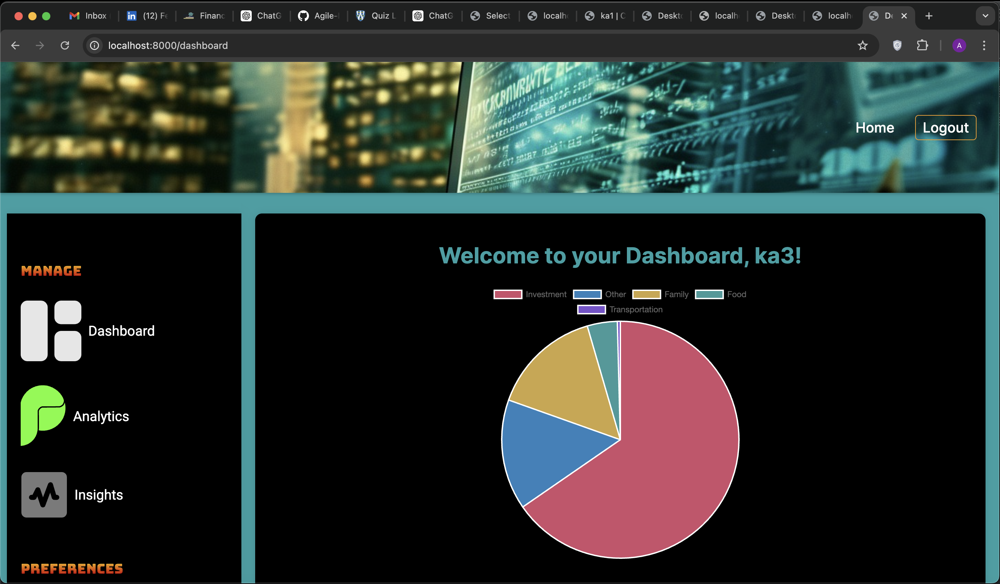 Inbox
(12) Fe
Financ
ChatG
Agile-
Quiz L
ChatG
Select
localh
ka1 | C
Deskt
localh
Deskt
localh
De
localhost:8000/dashboard
A
Home
Logout
MANAGE
Dashboard
Analytics
Insights
PREFERENCES
Welcome to your Dashboard, ka3!
Investment Other Family Food
Transportation